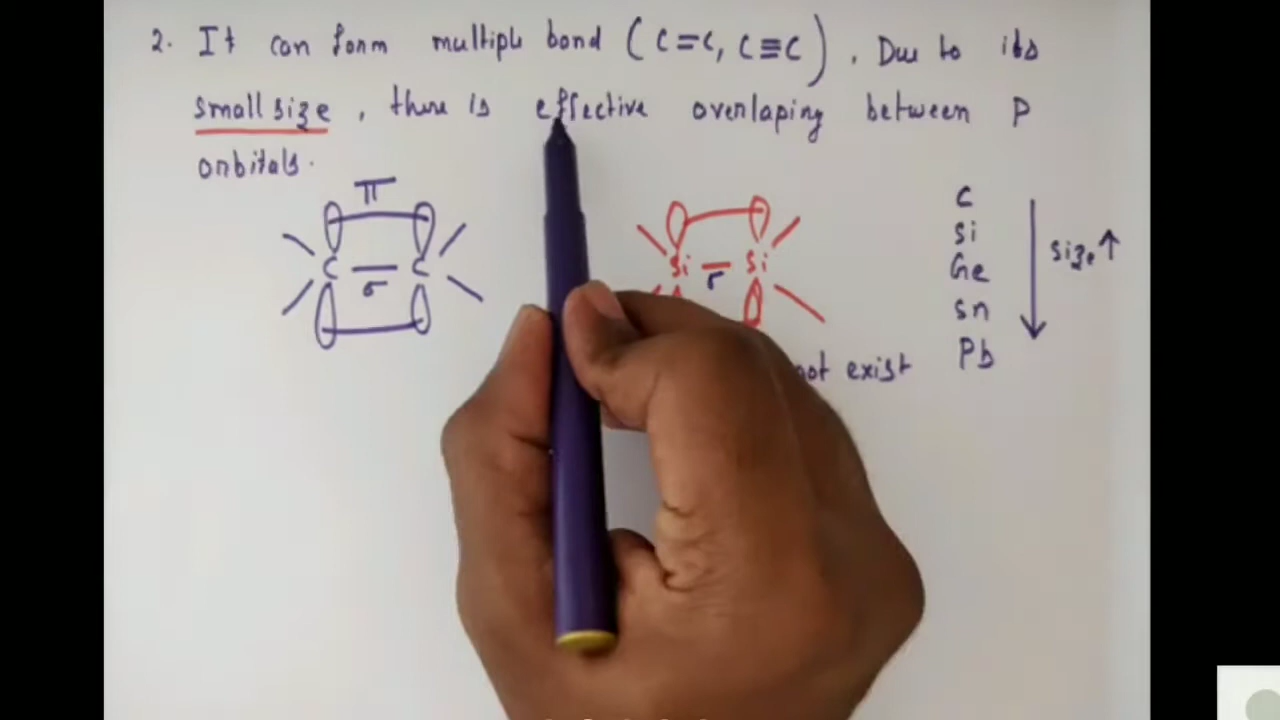 2. It can form multiple bond (C=C, C≡C). Due to its
small size, there is effective overlaping between P
orbitals.
π
C — C
σ
Si — Si
σ
not exist
C
Si
Ge
Sn
Pb
Size ↑